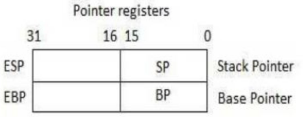 Pointer registers
31 16 15 0
ESP SP Stack Pointer
EBP BP Base Pointer